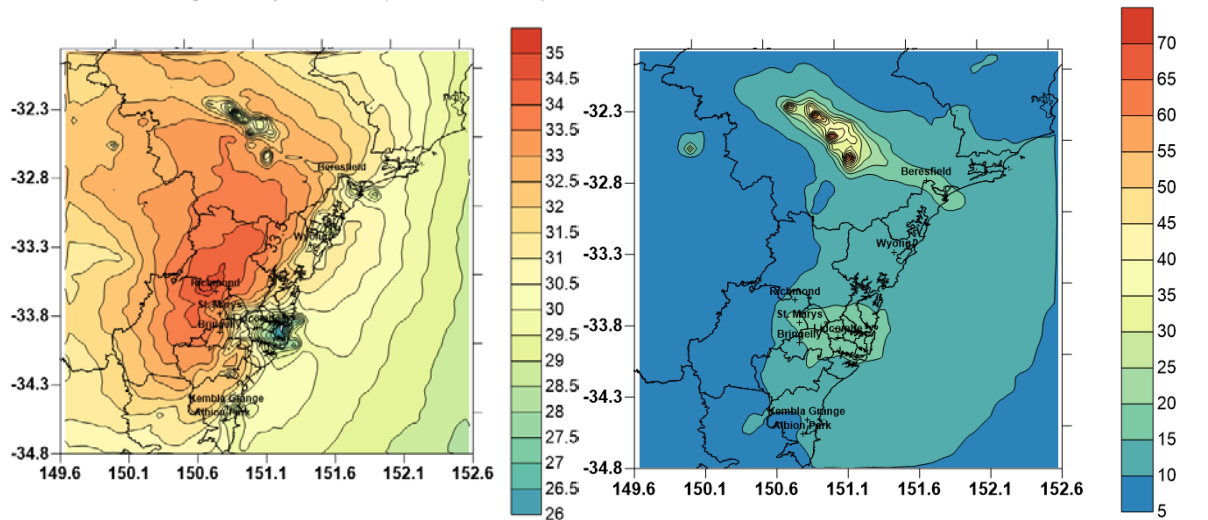 -32.3
-32.8
-33.3
-33.8
-34.3
-34.8
149.6 150.1 150.6 151.1 151.6 152.1 152.6
Beresfield
33.5
Richmond
St. Marys
Bringelly
Kembla Grange
Albion Park
35
34.5
34
33.5
33
32.5
32
31.5
31
30.5
30
29.5
29
28.5
28
27.5
27
26.5
26
-32.3
-32.8
-33.3
-33.8
-34.3
-34.8
149.6 150.1 150.6 151.1 151.6 152.1 152.6
Beresfield
Wyong
Richmond
St. Marys
Lidcombe
Bringelly
Kembla Grange
Albion Park
70
65
60
55
50
45
40
35
30
25
20
15
10
5